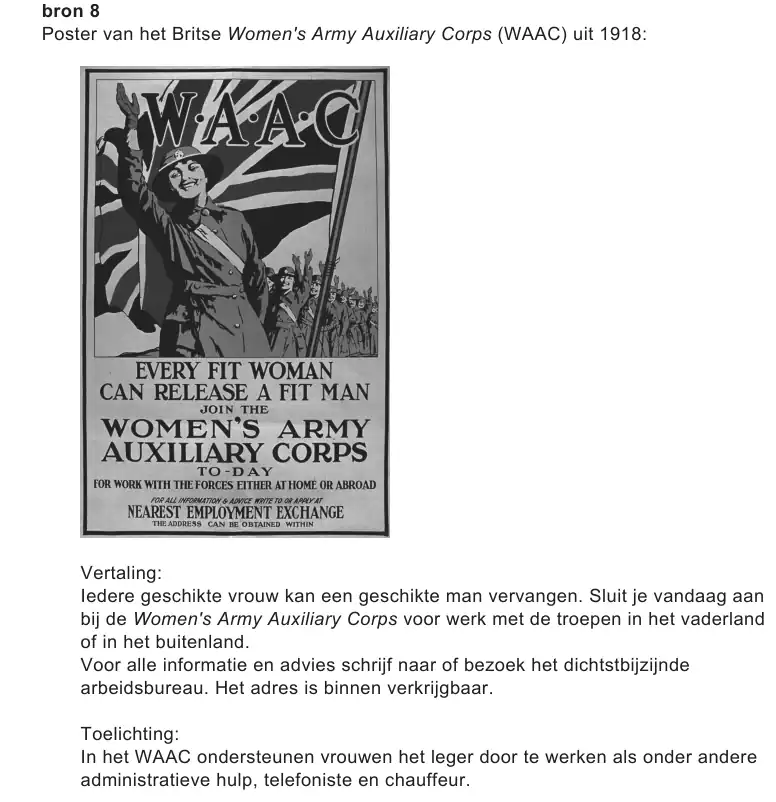 bron 8
Poster van het Britse Women's Army Auxiliary Corps (WAAC) uit 1918:
W·A·A·C
EVERY FIT WOMAN
CAN RELEASE A FIT MAN
JOIN THE
WOMEN'S ARMY
AUXILIARY CORPS
TO-DAY
FOR WORK WITH THE FORCES EITHER AT HOME OR ABROAD
FOR ALL INFORMATION & ADVICE WRITE TO OR APPLY AT
NEAREST EMPLOYMENT EXCHANGE
THE ADDRESS CAN BE OBTAINED WITHIN
Vertaling:
Iedere geschikte vrouw kan een geschikte man vervangen. Sluit je vandaag aan
bij de Women's Army Auxiliary Corps voor werk met de troepen in het vaderland
of in het buitenland.
Voor alle informatie en advies schrijf naar of bezoek het dichtstbijzijnde
arbeidsbureau. Het adres is binnen verkrijgbaar.
Toelichting:
In het WAAC ondersteunen vrouwen het leger door te werken als onder andere
administratieve hulp, telefoniste en chauffeur.